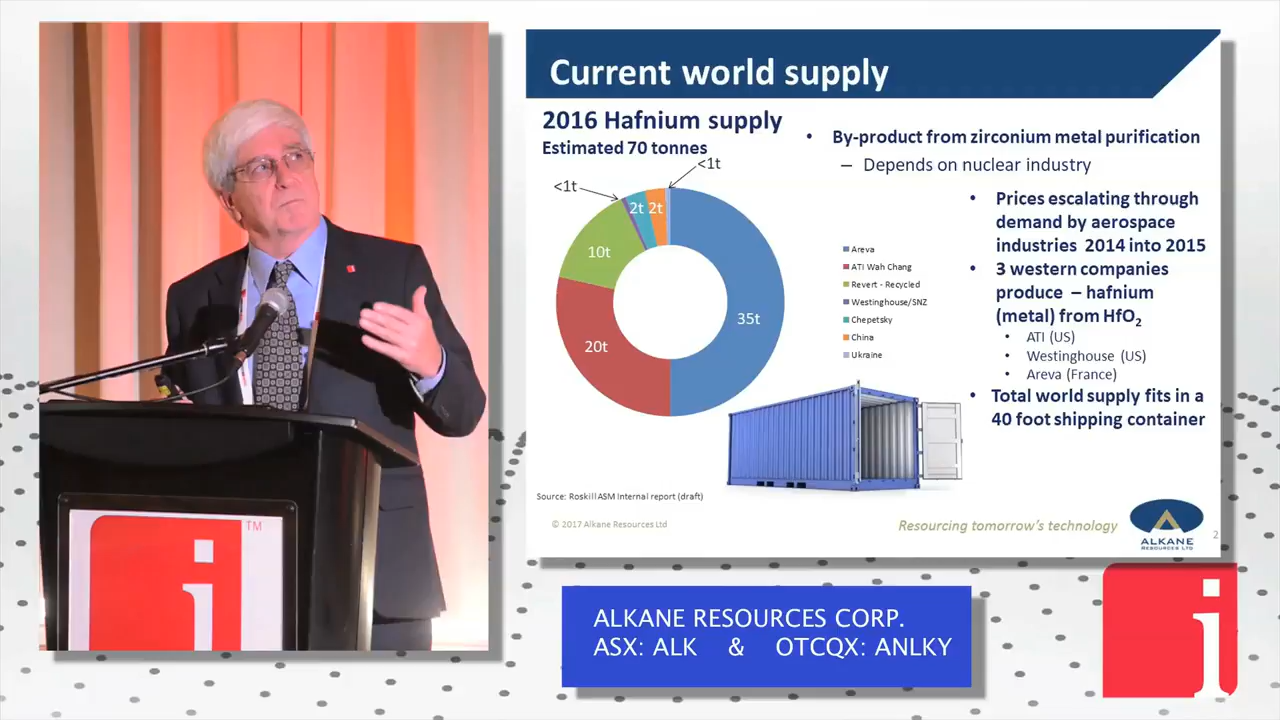 Current world supply
2016 Hafnium supply
Estimated 70 tonnes
<1t
<1t
2t
2t
10t
20t
35t
Areva
ATI Wah Chang
Revert - Recycled
Westinghouse/SNZ
Chepetsky
China
Ukraine
• By-product from zirconium metal purification
– Depends on nuclear industry
• Prices escalating through
demand by aerospace
industries 2014 into 2015
• 3 western companies
produce – hafnium
(metal) from HfO2
• ATI (US)
• Westinghouse (US)
• Areva (France)
• Total world supply fits in a
40 foot shipping container
Source: Roskill ASM Internal report (draft)
© 2017 Alkane Resources Ltd
Resourcing tomorrow's technology
ALKANE
RESOURCES LTD
2
i
TM
ALKANE RESOURCES CORP.
ASX: ALK & OTCQX: ANLKY
i